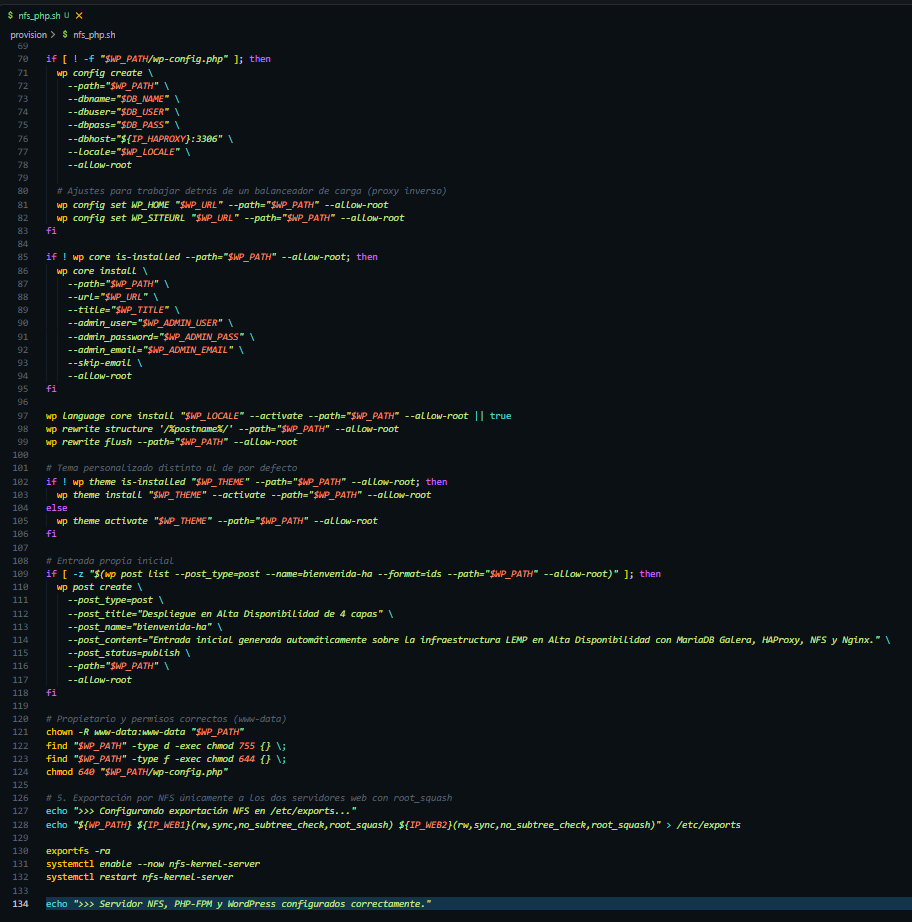 $ nfs_php.sh U ×
provision > $ nfs_php.sh
69
70 if [ ! -f "$WP_PATH/wp-config.php" ]; then
71   wp config create \
72     --path="$WP_PATH" \
73     --dbname="$DB_NAME" \
74     --dbuser="$DB_USER" \
75     --dbpass="$DB_PASS" \
76     --dbhost="${IP_HAPROXY}:3306" \
77     --locale="$WP_LOCALE" \
78     --allow-root
79
80   # Ajustes para trabajar detrás de un balanceador de carga (proxy inverso)
81   wp config set WP_HOME "$WP_URL" --path="$WP_PATH" --allow-root
82   wp config set WP_SITEURL "$WP_URL" --path="$WP_PATH" --allow-root
83 fi
84
85 if ! wp core is-installed --path="$WP_PATH" --allow-root; then
86   wp core install \
87     --path="$WP_PATH" \
88     --url="$WP_URL" \
89     --title="$WP_TITLE" \
90     --admin_user="$WP_ADMIN_USER" \
91     --admin_password="$WP_ADMIN_PASS" \
92     --admin_email="$WP_ADMIN_EMAIL" \
93     --skip-email \
94     --allow-root
95 fi
96
97 wp language core install "$WP_LOCALE" --activate --path="$WP_PATH" --allow-root || true
98 wp rewrite structure '/%postname%/' --path="$WP_PATH" --allow-root
99 wp rewrite flush --path="$WP_PATH" --allow-root
100
101 # Tema personalizado distinto al de por defecto
102 if ! wp theme is-installed "$WP_THEME" --path="$WP_PATH" --allow-root; then
103   wp theme install "$WP_THEME" --activate --path="$WP_PATH" --allow-root
104 else
105   wp theme activate "$WP_THEME" --path="$WP_PATH" --allow-root
106 fi
107
108 # Entrada propia inicial
109 if [ -z "$(wp post list --post_type=post --name=bienvenida-ha --format=ids --path="$WP_PATH" --allow-root)" ]; then
110   wp post create \
111     --post_type=post \
112     --post_title="Despliegue en Alta Disponibilidad de 4 capas" \
113     --post_name="bienvenida-ha" \
114     --post_content="Entrada inicial generada automáticamente sobre la infraestructura LEMP en Alta Disponibilidad con MariaDB Galera, HAProxy, NFS y Nginx." \
115     --post_status=publish \
116     --path="$WP_PATH" \
117     --allow-root
118 fi
119
120 # Propietario y permisos correctos (www-data)
121 chown -R www-data:www-data "$WP_PATH"
122 find "$WP_PATH" -type d -exec chmod 755 {} \;
123 find "$WP_PATH" -type f -exec chmod 644 {} \;
124 chmod 640 "$WP_PATH/wp-config.php"
125
126 # 5. Exportación por NFS únicamente a los dos servidores web con root_squash
127 echo ">>> Configurando exportación NFS en /etc/exports..."
128 echo "${WP_PATH} ${IP_WEB1}(rw,sync,no_subtree_check,root_squash) ${IP_WEB2}(rw,sync,no_subtree_check,root_squash)" > /etc/exports
129
130 exportfs -ra
131 systemctl enable --now nfs-kernel-server
132 systemctl restart nfs-kernel-server
133
134 echo ">>> Servidor NFS, PHP-FPM y WordPress configurados correctamente."